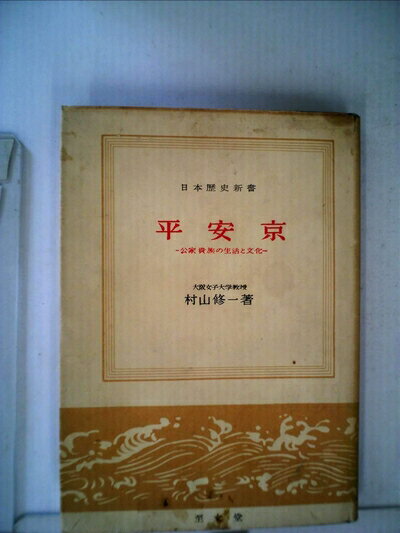 日本歴史新書
平安京
-公家貴族の生活と文化-
大阪女子大学教授
村山修一著
至文堂